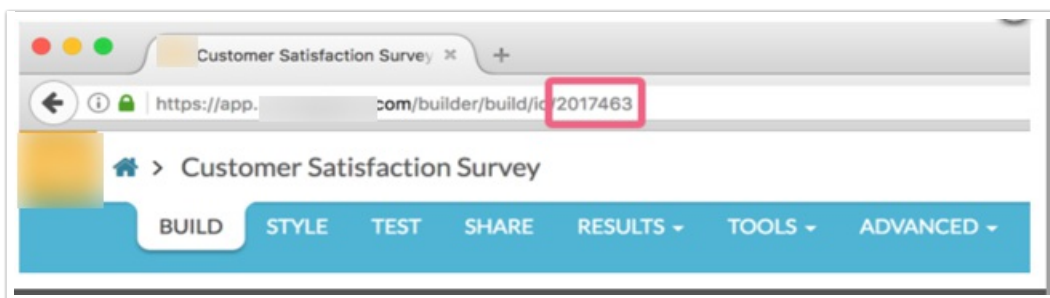 Customer Satisfaction Survey
https://app. com/builder/build/id/2017463
> Customer Satisfaction Survey
BUILD STYLE TEST SHARE RESULTS TOOLS ADVANCED